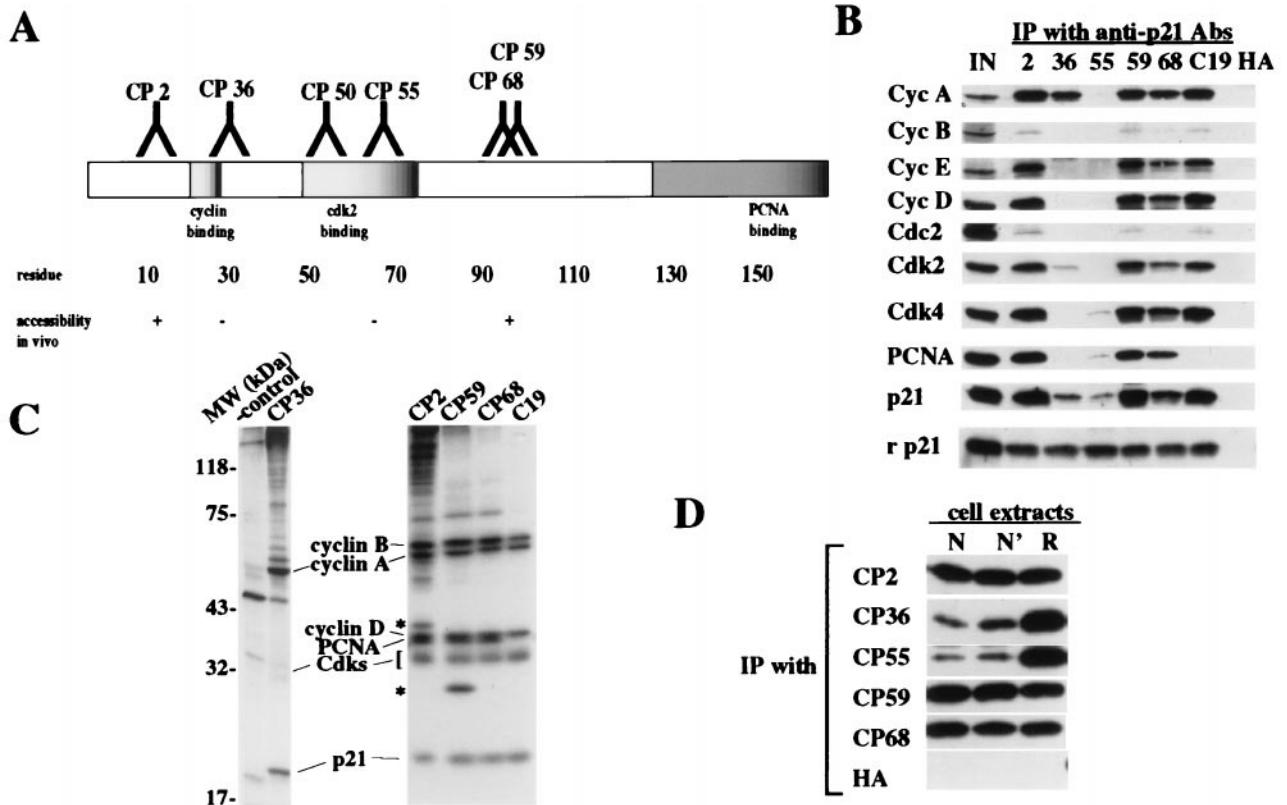 A
CP 2
CP 36
CP 50
CP 55
CP 68
CP 59
cyclin
binding
cdk2
binding
PCNA
binding
residue 10 30 50 70 90 110 130 150
accessibility
in vivo
+ - - +
B
IP with anti-p21 Abs
IN 2 36 55 59 68 C19 HA
Cyc A
Cyc B
Cyc E
Cyc D
Cdc2
Cdk2
Cdk4
PCNA
p21
r p21
C
MW (kDa)
-control
CP36
CP2
CP59
CP68
C19
118-
75-
43-
32-
17-
cyclin B
cyclin A
*
cyclin D
PCNA
Cdks [
*
p21
D
cell extracts
N N' R
IP with
CP2
CP36
CP55
CP59
CP68
HA